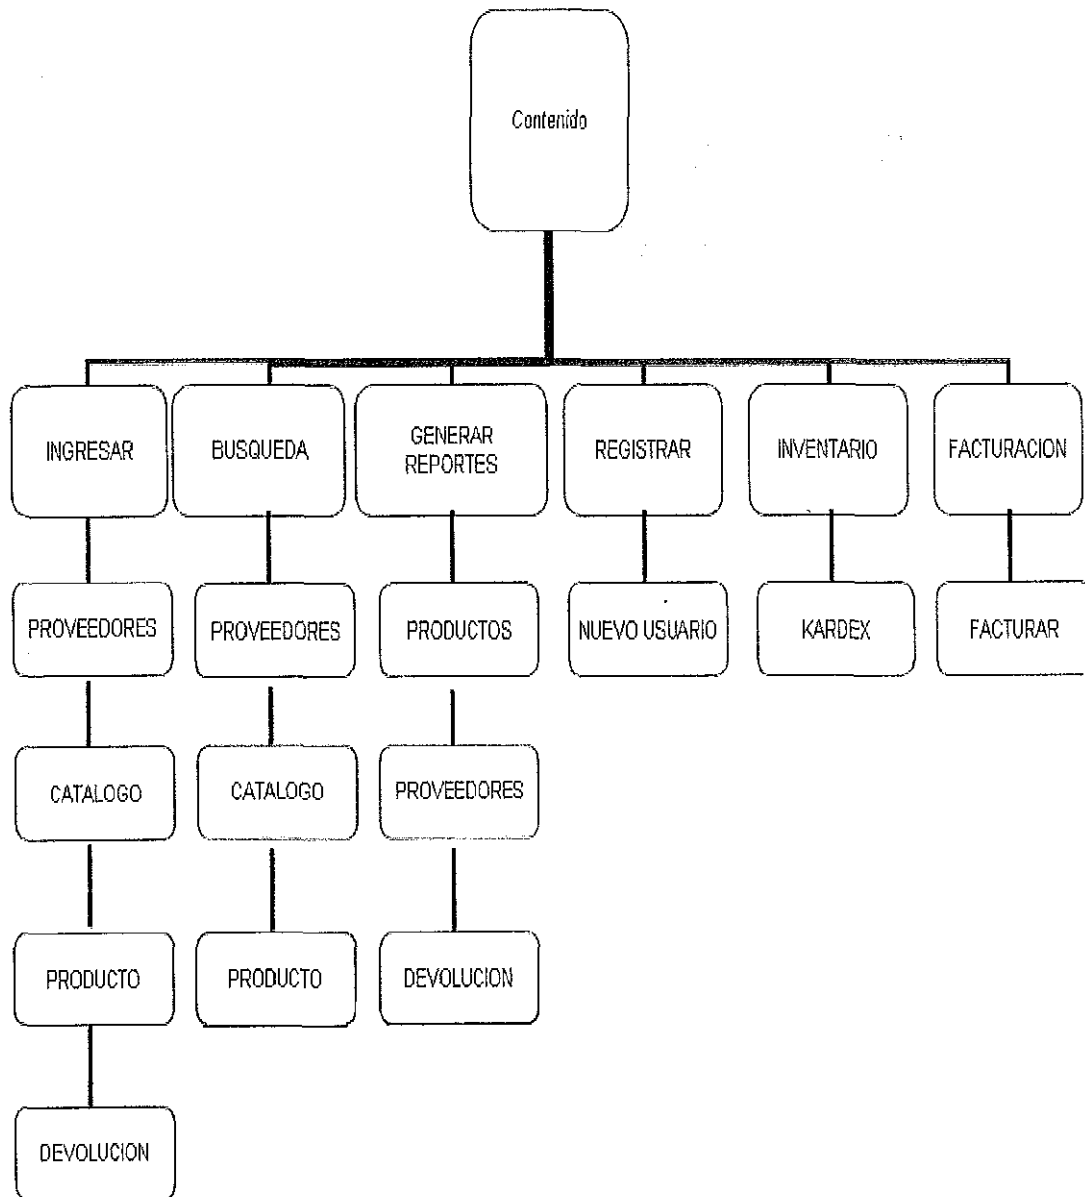 Contenido
INGRESAR
BUSQUEDA
GENERAR
REPORTES
REGISTRAR
INVENTARIO
FACTURACION
PROVEEDORES
PROVEEDORES
PRODUCTOS
NUEVO USUARIO
KARDEX
FACTURAR
CATALOGO
CATALOGO
PROVEEDORES
PRODUCTO
PRODUCTO
DEVOLUCION
DEVOLUCION